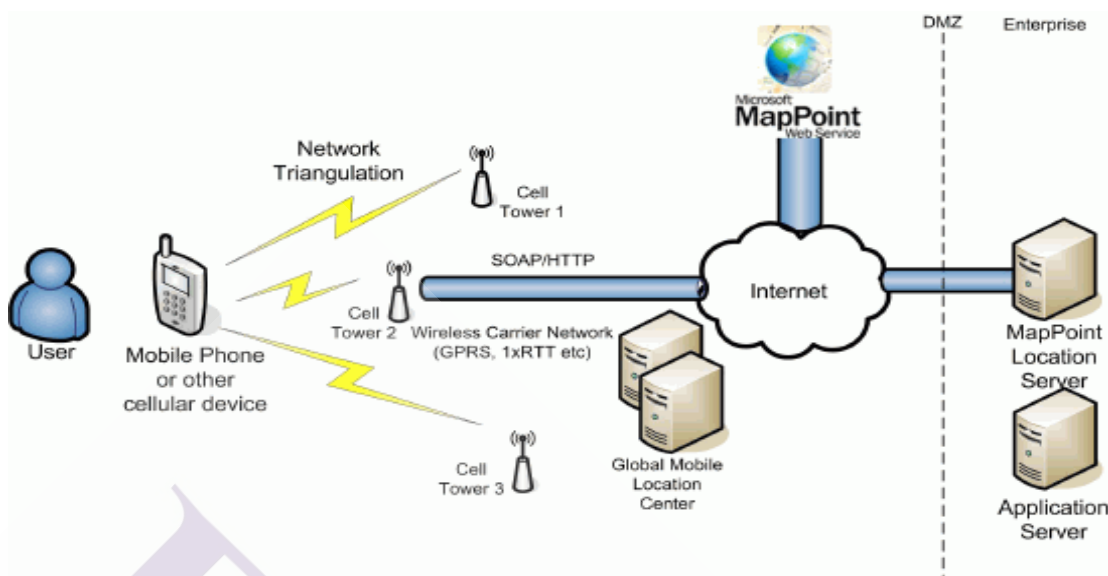 DMZ
Enterprise
Microsoft
MapPoint
Web Service
Network
Triangulation
Cell
Tower 1
SOAP/HTTP
Internet
Cell
Tower 2
Wireless Carrier Network
(GPRS, 1xRTT etc)
User
Mobile Phone
or other
cellular device
MapPoint
Location
Server
Cell
Tower 3
Global Mobile
Location
Center
Application
Server